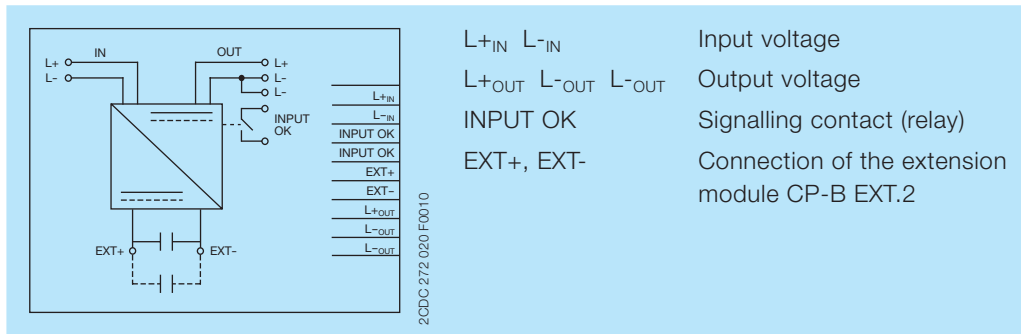 IN OUT
L+ L+
L- L-
L-
INPUT
OK
EXT+ EXT-
L+IN
L-IN
INPUT OK
INPUT OK
EXT+
EXT-
L+OUT
L-OUT
L-OUT
2CDC 272 020 F0010
L+IN L-IN Input voltage
L+OUT L-OUT L-OUT Output voltage
INPUT OK Signalling contact (relay)
EXT+, EXT- Connection of the extension
module CP-B EXT.2